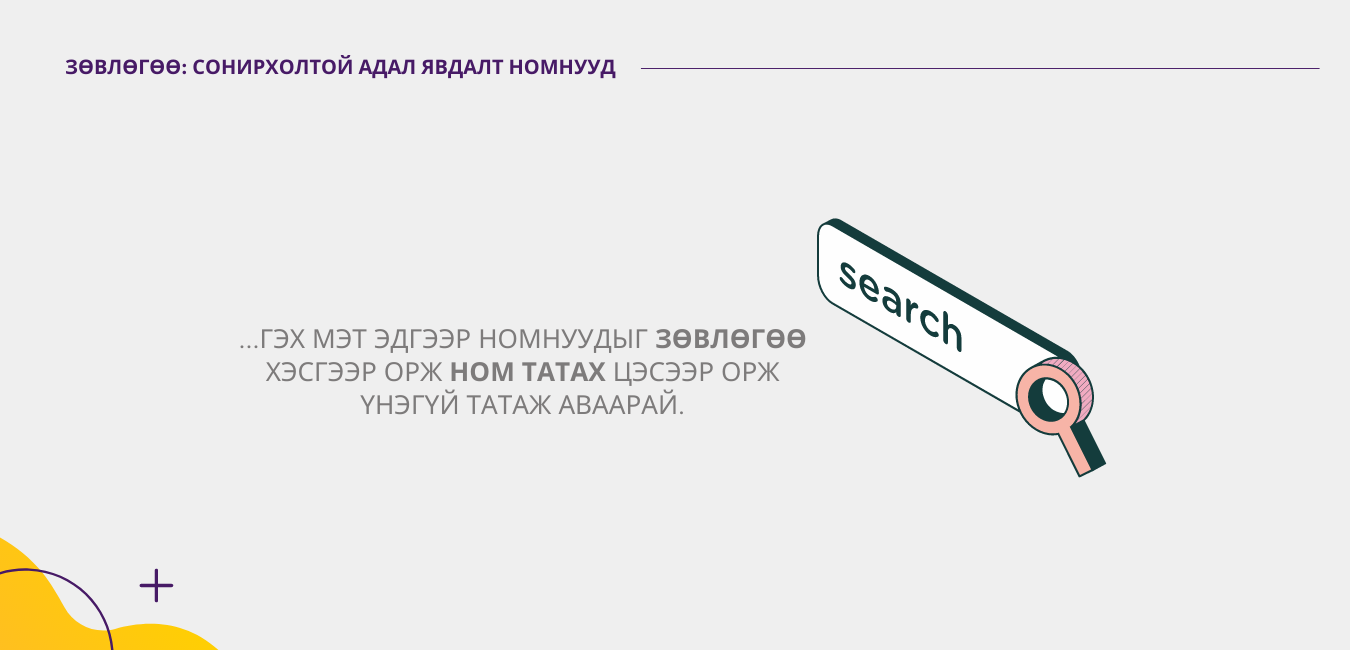 ЗӨВЛӨГӨӨ: СОНИРХОЛТОЙ АДАЛ ЯВДАЛТ НОМНУУД
search
...ГЭХ МЭТ ЭДГЭЭР НОМНУУДЫГ ЗӨВЛӨГӨӨ
ХЭСГЭЭР ОРЖ НОМ ТАТАХ ЦЭСЭЭР ОРЖ
ҮНЭГҮЙ ТАТАЖ АВААРАЙ.